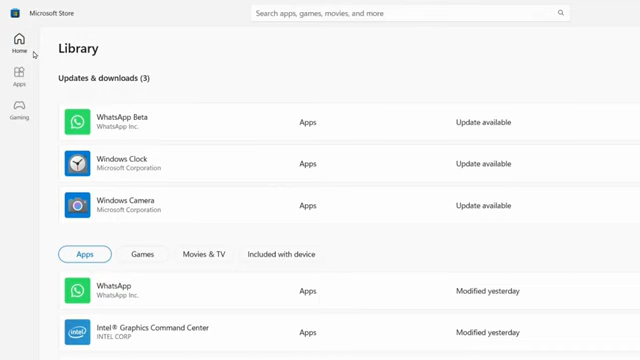 Microsoft Store
Search apps, games, movies, and more
Home
Apps
Gaming
Library
Updates & downloads (3)
WhatsApp Beta
WhatsApp Inc.
Apps
Update available
Windows Clock
Microsoft Corporation
Apps
Update available
Windows Camera
Microsoft Corporation
Apps
Update available
Apps Games Movies & TV Included with device
WhatsApp
WhatsApp Inc.
Apps
Modified yesterday
intel
Intel® Graphics Command Center
INTEL CORP
Apps
Modified yesterday